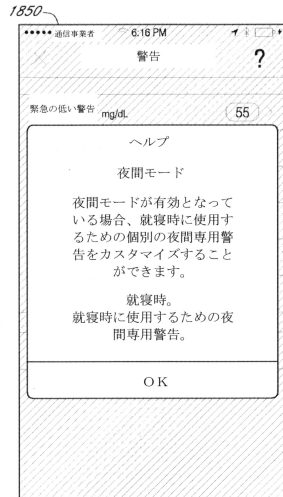 1850
通信事業者 6:16 PM
警告 ?
緊急の低い警告 mg/dL 55
ヘルプ
夜間モード
夜間モードが有効となって
いる場合、就寝時に使用す
るための個別の夜間専用警
告をカスタマイズすること
ができます。
就寝時。
就寝時に使用するための夜
間専用警告。
OK